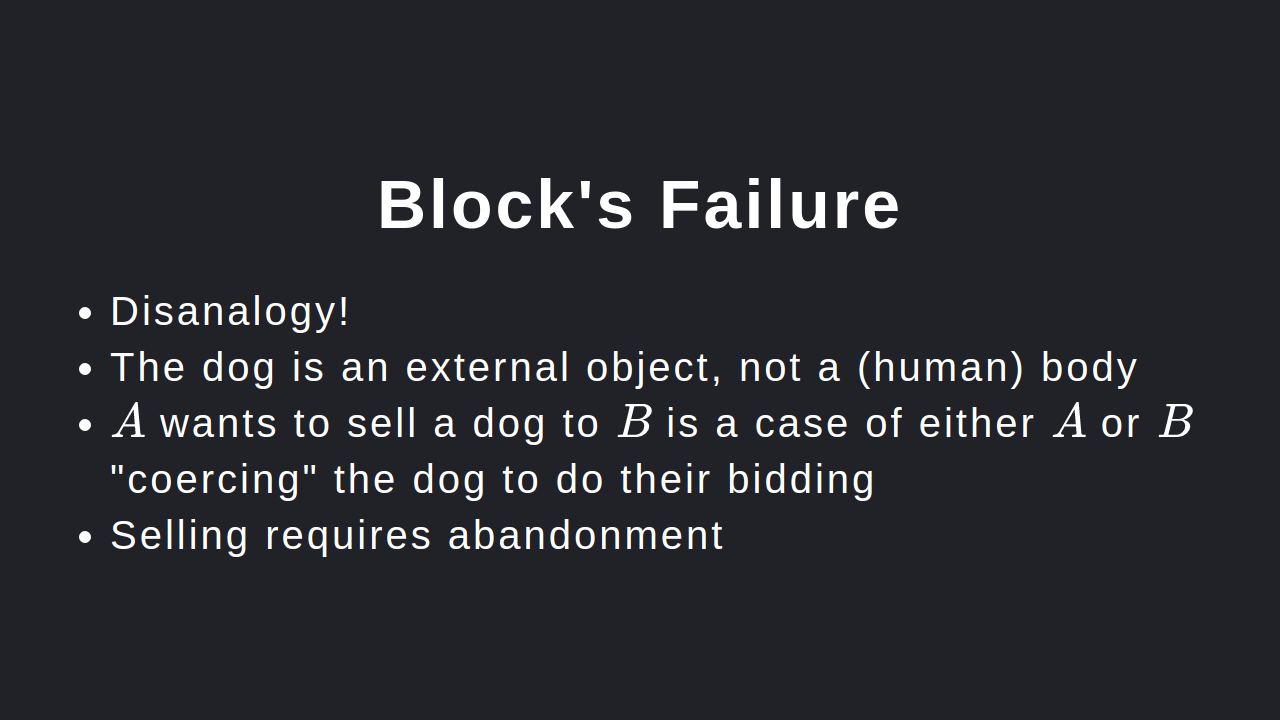 Block's Failure
• Disanalogy!
• The dog is an external object, not a (human) body
• A wants to sell a dog to B is a case of either A or B
"coercing" the dog to do their bidding
• Selling requires abandonment